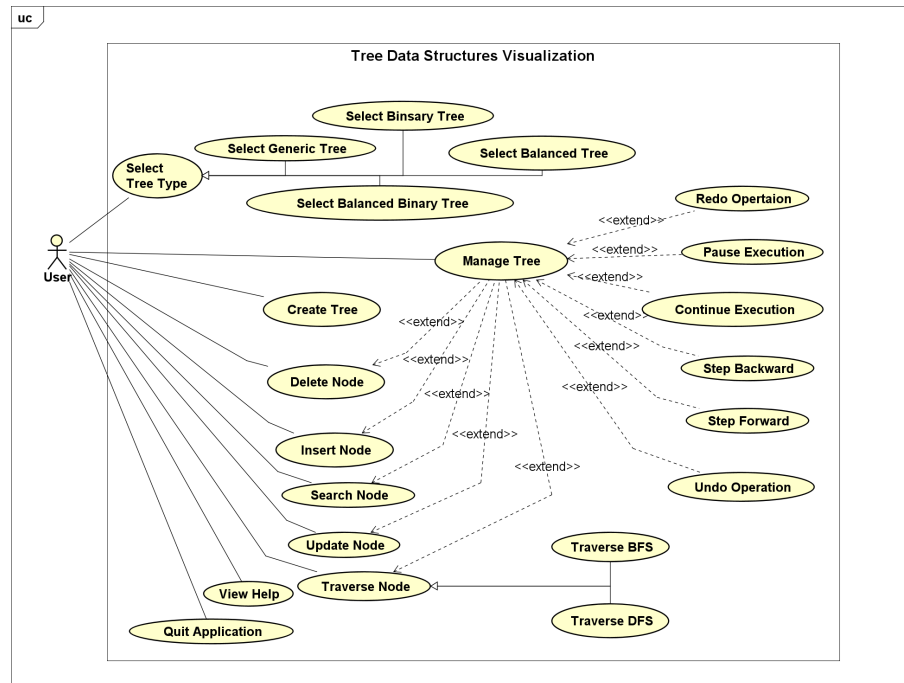 uc
Tree Data Structures Visualization
Select Binsary Tree
Select Generic Tree
Select Balanced Tree
Select
Tree Type
Select Balanced Binary Tree
Redo Opertaion
<<extend>>
Pause Execution
<<extend>>
User
Manage Tree
<<extend>>
Create Tree
Continue Execution
<<extend>>
<<extend>>
<<extend>>
<<extend>>
Step Backward
Delete Node
<<extend>>
Step Forward
<<extend>>
Insert Node
<<extend>>
Undo Operation
Search Node
Update Node
Traverse BFS
Traverse Node
View Help
Traverse DFS
Quit Application